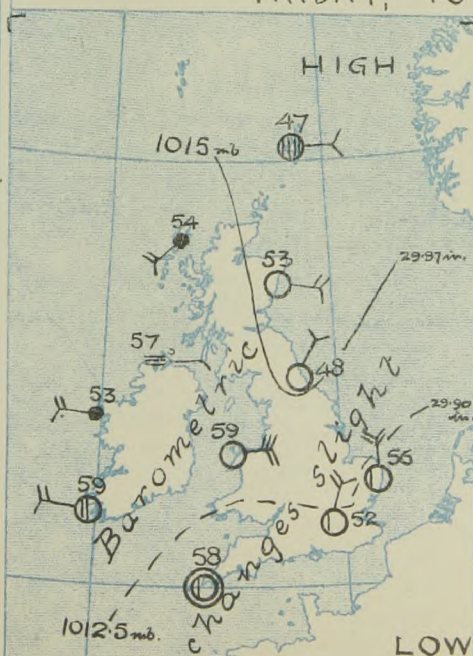 HIGH
47
1015 mb
54
53
29.97 in.
57
48
53
29.90 in.
59
56
59
52
58
Barometric
changes slight
1012.5 mb.
LOW